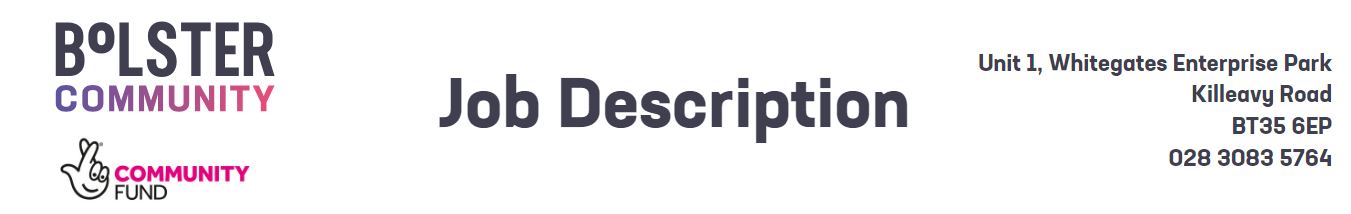 BOLSTER
COMMUNITY
COMMUNITY
FUND
Job Description
Unit 1, Whitegates Enterprise Park
Killeavy Road
BT35 6EP
028 3083 5764